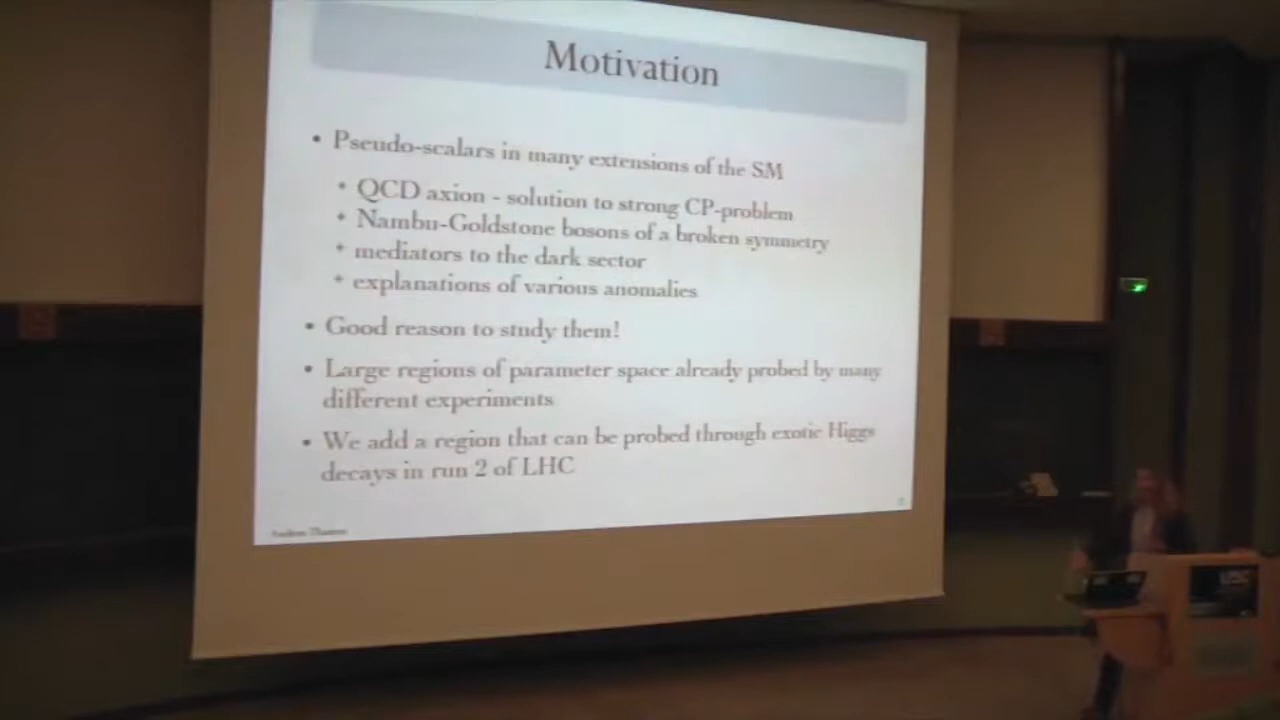 Motivation
• Pseudo-scalars in many extensions of the SM
* QCD axion - solution to strong CP-problem
* Nambu-Goldstone bosons of a broken symmetry
* mediators to the dark sector
* explanations of various anomalies
• Good reason to study them!
• Large regions of parameter space already probed by many
different experiments
• We add a region that can be probed through exotic Higgs
decays in run 2 of LHC